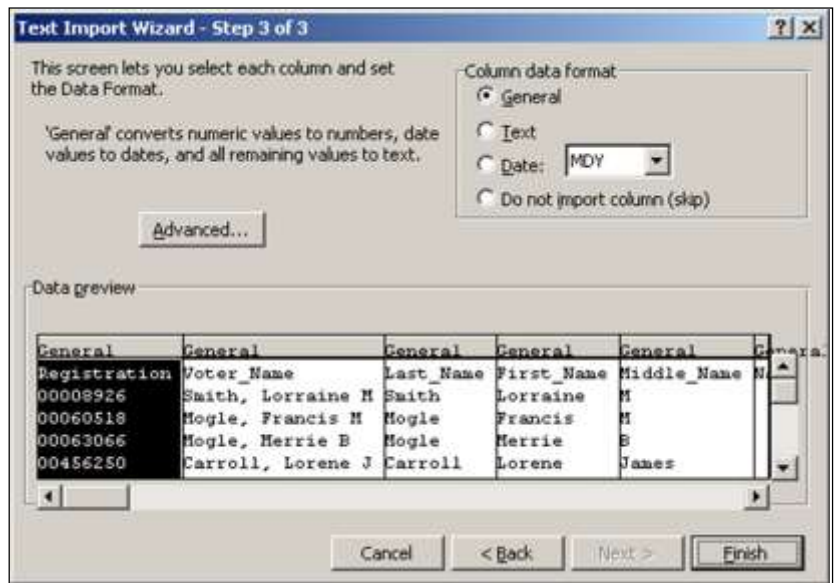 Text Import Wizard - Step 3 of 3
This screen lets you select each column and set
the Data Format.
'General' converts numeric values to numbers, date
values to dates, and all remaining values to text.
Advanced...
Column data format
General
Text
Date: MDY
Do not import column (skip)
Data preview
General General General General General
Registration Voter_Name Last_Name First_Name Middle_Name
00008926 Smith, Lorraine M Smith Lorraine M
00060518 Mogle, Francis M Mogle Francis M
00063066 Mogle, Merrie B Mogle Merrie B
00456250 Carroll, Lorene J Carroll Lorene James
Cancel < Back Next > Finish